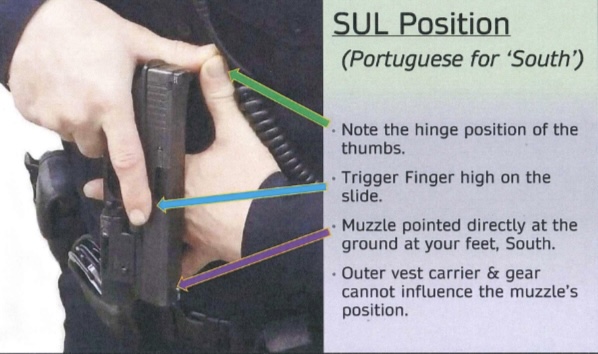 SUL Position
(Portuguese for ‘South’)
· Note the hinge position of the
thumbs.
· Trigger Finger high on the
slide.
· Muzzle pointed directly at the
ground at your feet, South.
· Outer vest carrier & gear
cannot influence the muzzle's
position.